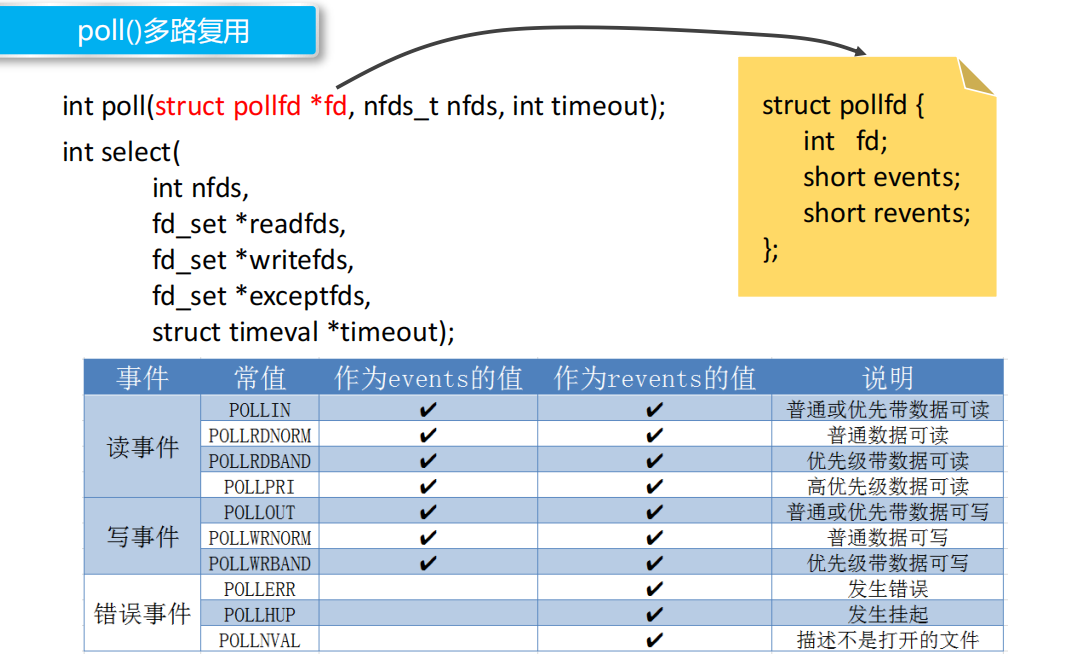 poll()多路复用
int poll(struct pollfd *fd, nfds_t nfds, int timeout);
int select(
int nfds,
fd_set *readfds,
fd_set *writefds,
fd_set *exceptfds,
struct timeval *timeout);
struct pollfd {
int fd;
short events;
short revents;
};
事件 常值 作为events的值 作为revents的值 说明
读事件
POLLIN ✔ ✔ 普通或优先带数据可读
POLLRDNORM ✔ ✔ 普通数据可读
POLLRDBAND ✔ ✔ 优先级带数据可读
POLLPRI ✔ ✔ 高优先级数据可读
写事件
POLLOUT ✔ ✔ 普通或优先带数据可写
POLLWRNORM ✔ ✔ 普通数据可写
POLLWRBAND ✔ ✔ 优先级带数据可写
错误事件
POLLERR ✔ 发生错误
POLLHUP ✔ 发生挂起
POLLNVAL ✔ 描述不是打开的文件